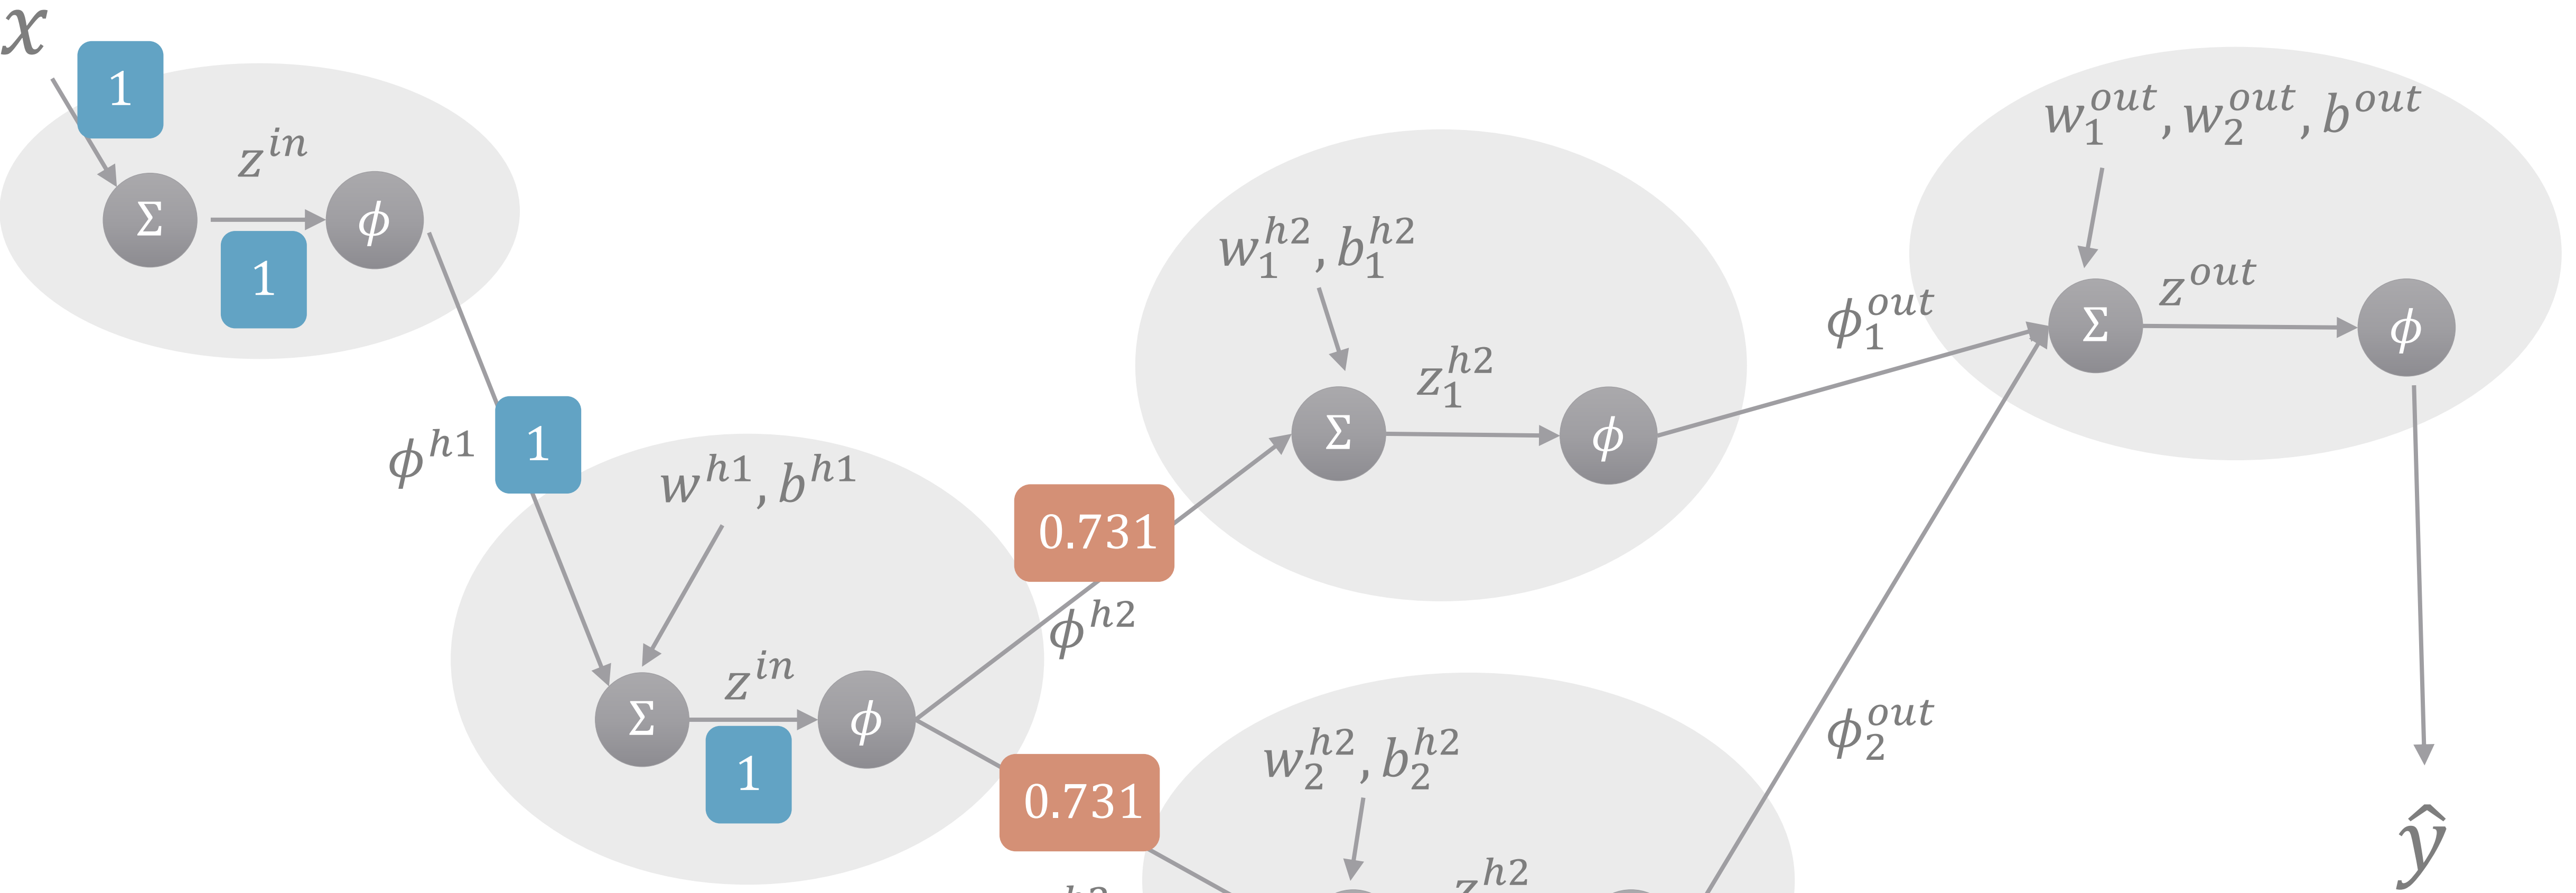 x
1
z^{in}
Σ
ϕ
1
ϕ^{h1}
1
w^{h1}, b^{h1}
z^{in}
Σ
ϕ
1
0.731
ϕ^{h2}
0.731
w_1^{h2}, b_1^{h2}
z_1^{h2}
Σ
ϕ
w_2^{h2}, b_2^{h2}
ϕ_1^{out}
ϕ_2^{out}
w_1^{out}, w_2^{out}, b^{out}
z^{out}
Σ
ϕ
ŷ